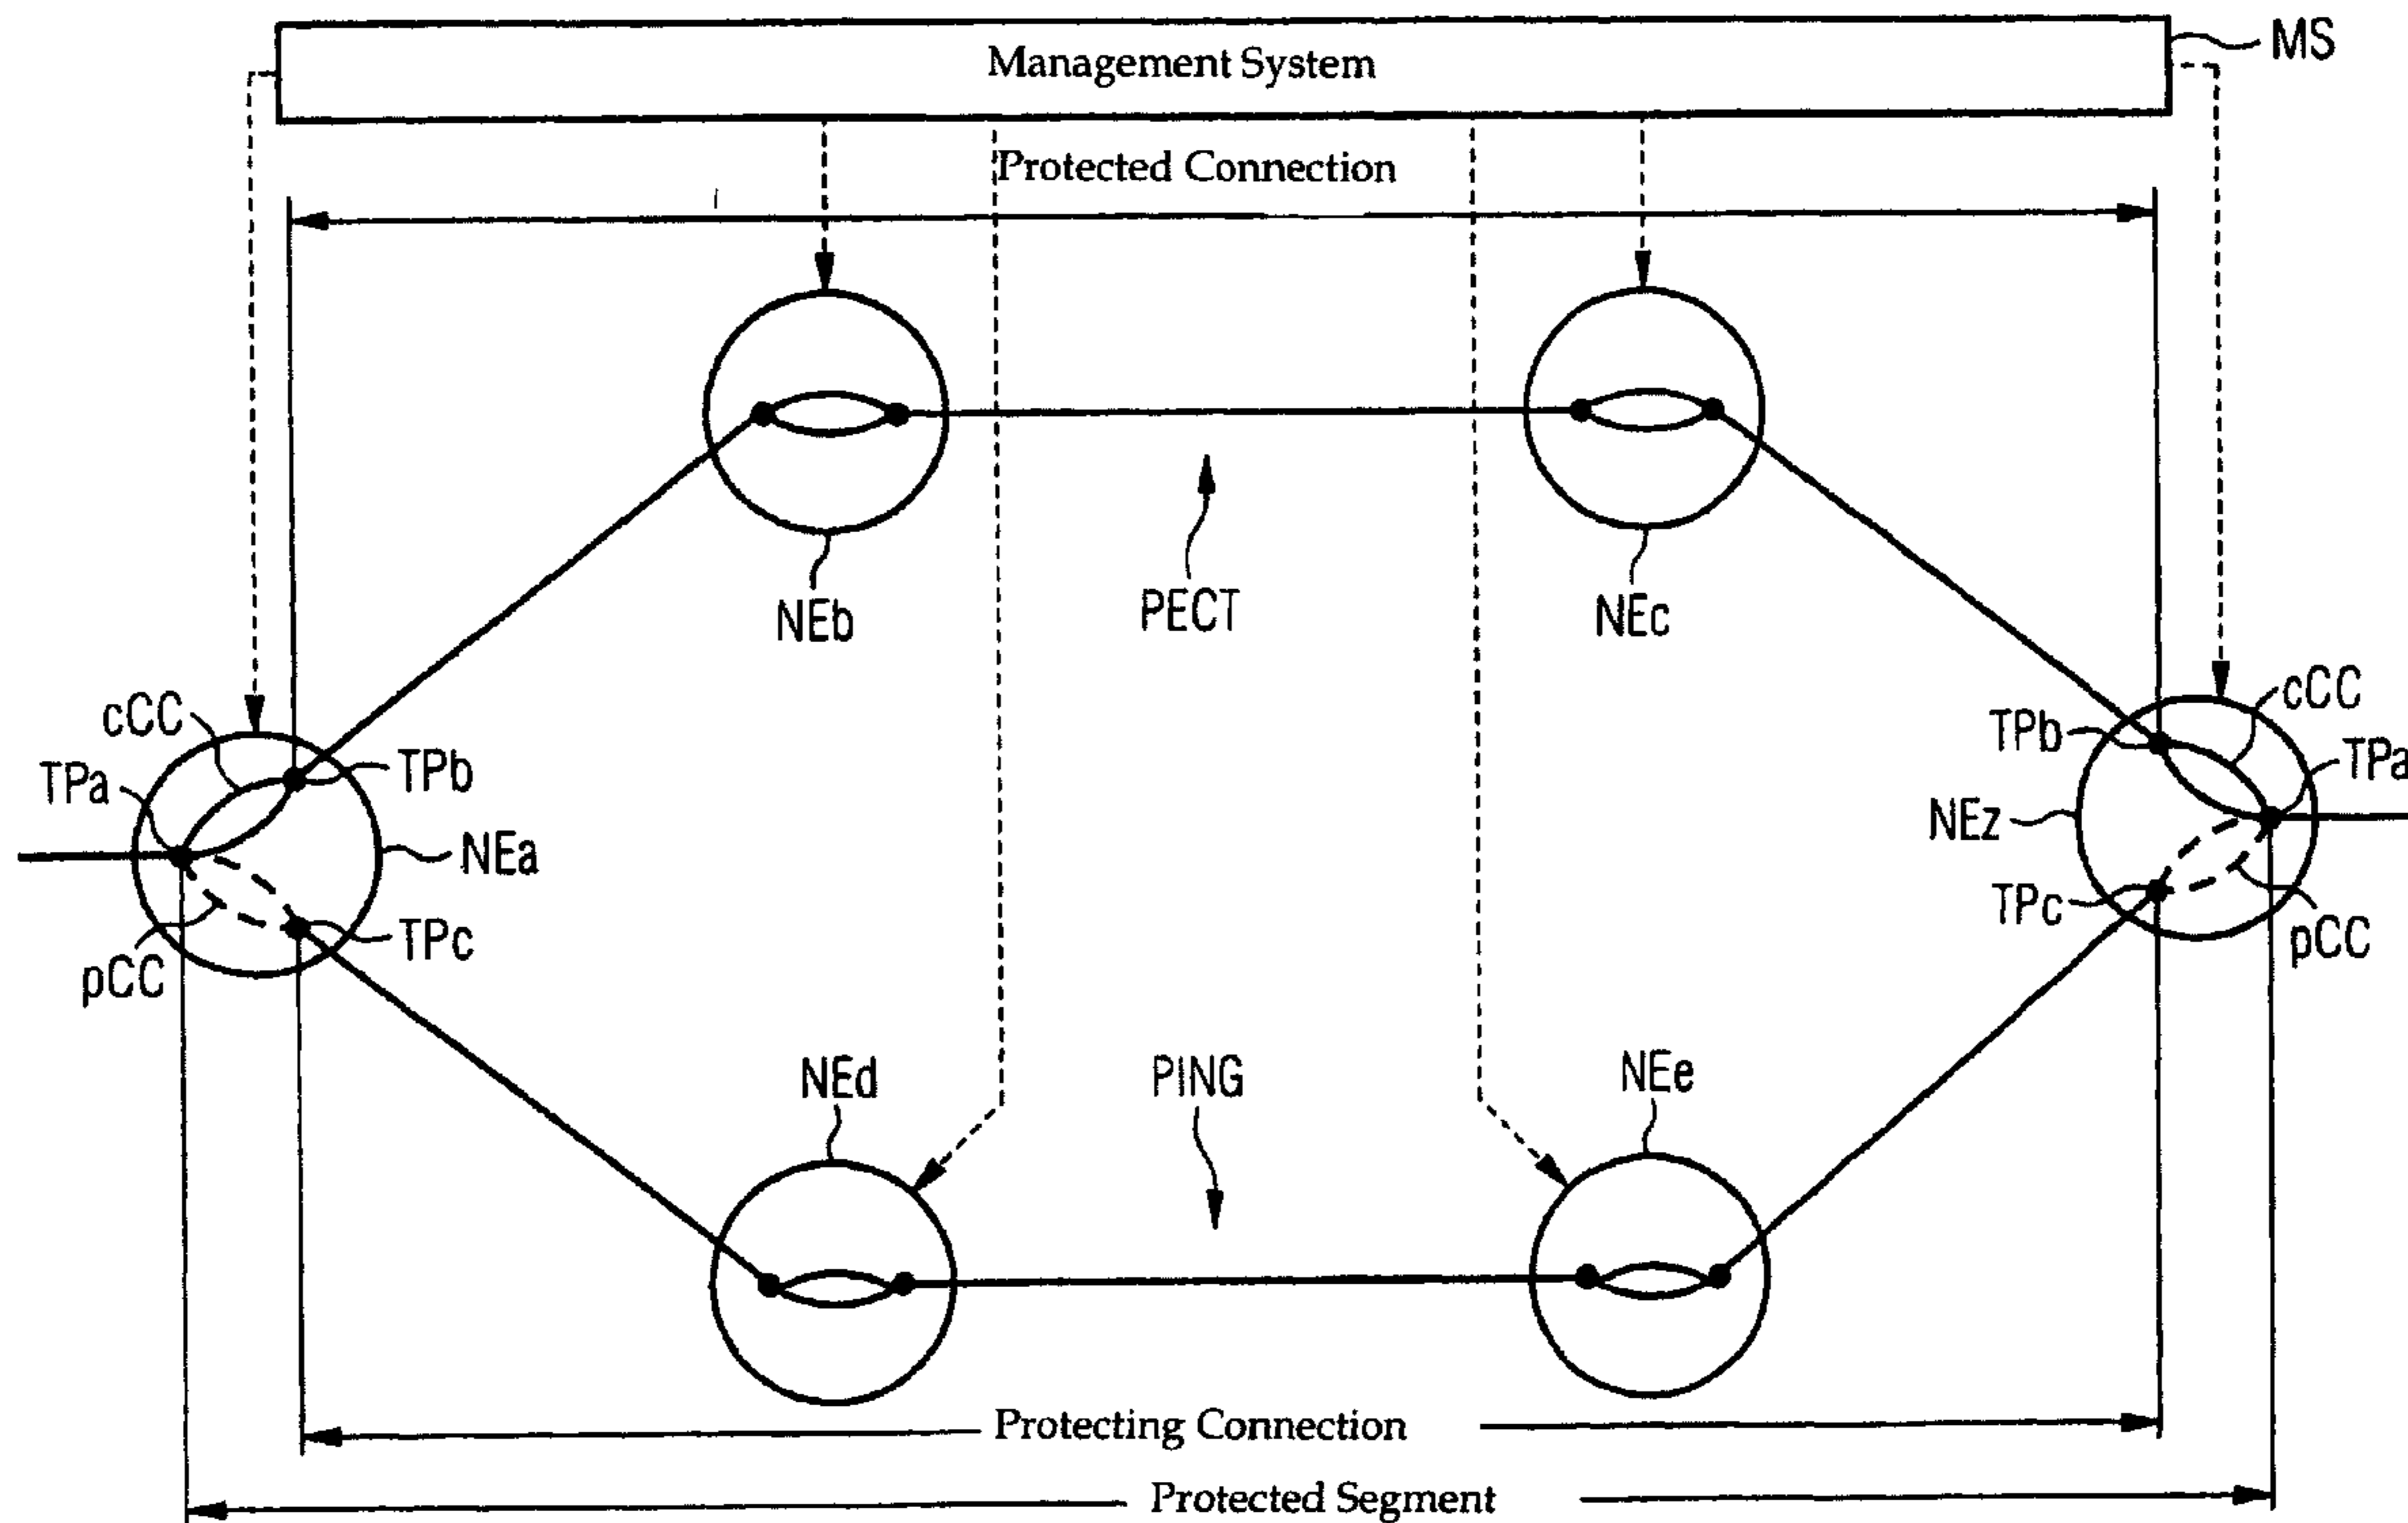 Management System
MS
Protected Connection
NEb
PECT
NEc
cCC
TPa
TPb
NEa
TPc
pCC
cCC
TPb
TPa
NEz
TPc
pCC
NEd
PING
NEe
Protecting Connection
Protected Segment